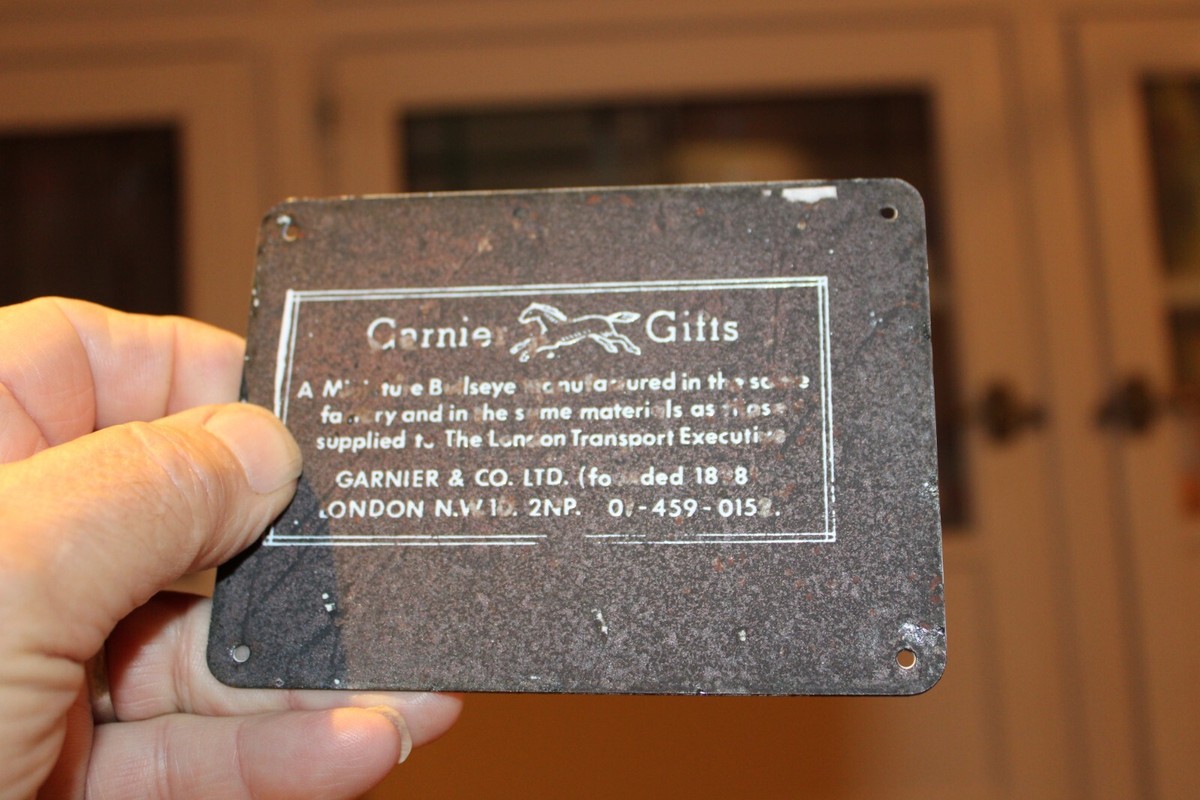 Garnier Gifts
A Miniature Bullseye manufactured in the same
factory and in the same materials as those
supplied to The London Transport Executive
GARNIER & CO. LTD. (founded
LONDON N.W.10. 2NP. 01-459-0152.